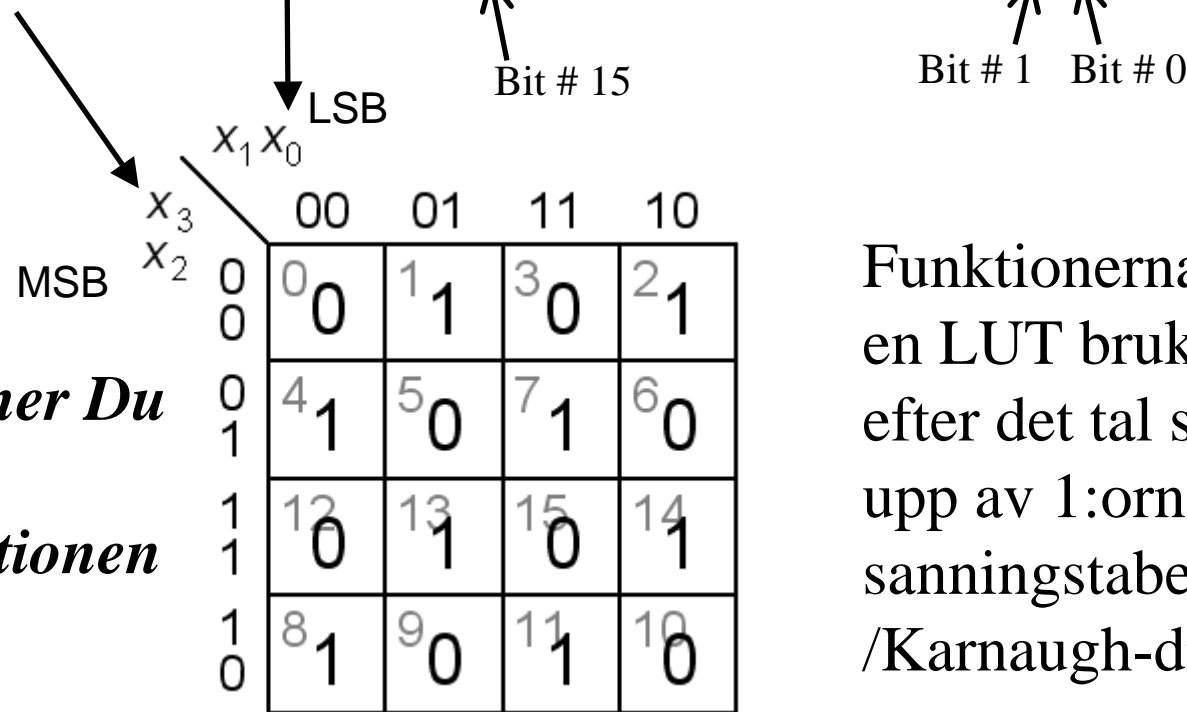 Bit # 15
Bit # 1 Bit # 0
LSB
x1 x0
x3
x2
MSB
00 01 11 10
0 0 0 0 1 1 3 0 2 1
0 1 4 1 5 0 7 1 6 0
1 1 12 0 13 1 15 0 14 1
1 0 8 1 9 0 11 1 10 0
ner Du
tionen
Funktionerna
en LUT bruk
efter det tal s
upp av 1:orn
sanningstabe
/Karnaugh-d